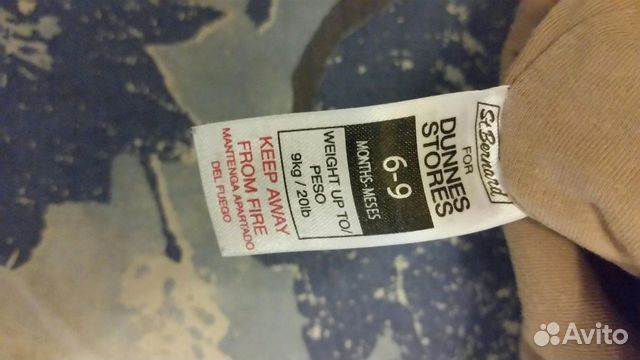 St Bernard
FOR
DUNNES
STORES
6-9
MONTHS-MESES
WEIGHT UP TO/
PESO
9kg / 20lb
KEEP AWAY
FROM FIRE
MANTENGA APARTADO
DEL FUEGO
Avito